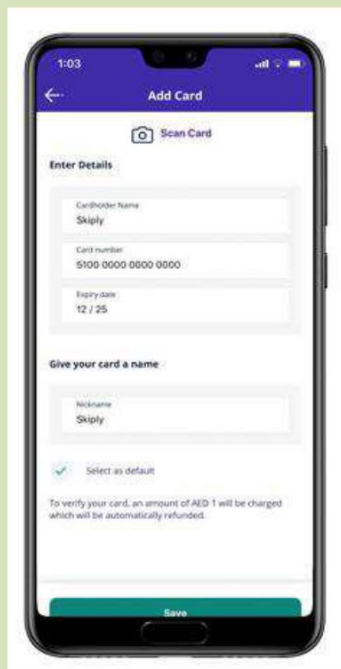 1:03
Add Card
Scan Card
Enter Details
Cardholder Name
Skiply
Card number
5100 0000 0000 0000
Expiry date
12 / 25
Give your card a name
Nickname
Skiply
Select as default
To verify your card, an amount of AED 1 will be charged
which will be automatically refunded.
Save